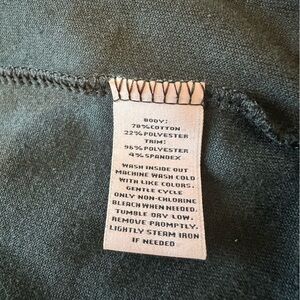 BODY:
78%COTTON
22%POLYESTER
TRIM:
96%POLYESTER
4%SPANDEX
WASH INSIDE OUT
MACHINE WASH COLD
WITH LIKE COLORS.
GENTLE CYCLE
ONLY NON-CHLORINE
BLEACH WHEN NEEDED.
TUMBLE DRY LOW.
REMOVE PROMPTLY.
LIGHTLY STEAM IRON
IF NEEDED